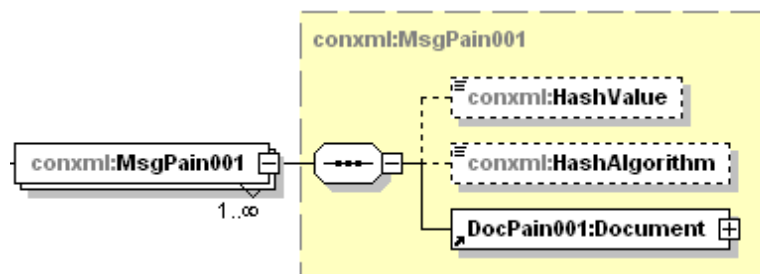 conxml:MsgPain001
conxml:HashValue
conxml:MsgPain001
conxml:HashAlgorithm
1..∞
DocPain001:Document